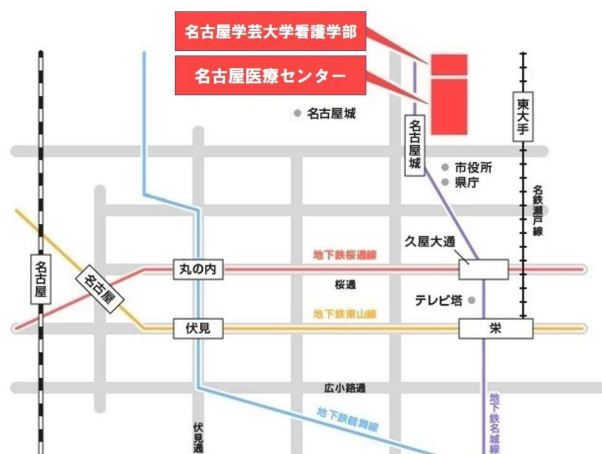 名古屋学芸大学看護学部
名古屋医療センター
名古屋城
名古屋城
東大手
市役所
県庁
名鉄瀬戸線
久屋大通
地下鉄桜通線
丸の内
名古屋
名古屋
桜通
テレビ塔
地下鉄東山線
伏見
栄
広小路通
地下鉄鶴舞線
伏見通
地下鉄名城線